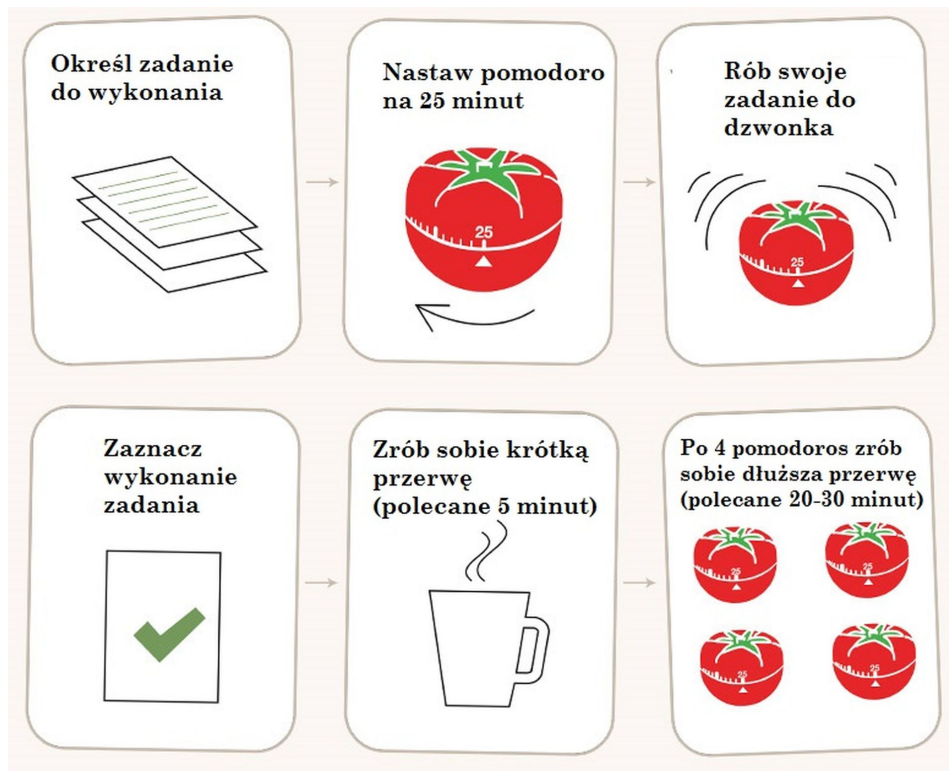 Określ zadanie
do wykonania
Nastaw pomodoro
na 25 minut
25
Rób swoje
zadanie do
dzwonka
25
Zaznacz
wykonanie
zadania
Zrób sobie krótką
przerwę
(polecane 5 minut)
Po 4 pomodoros zrób
sobie dłuższa przerwę
(polecane 20-30 minut)
25
25
25
25